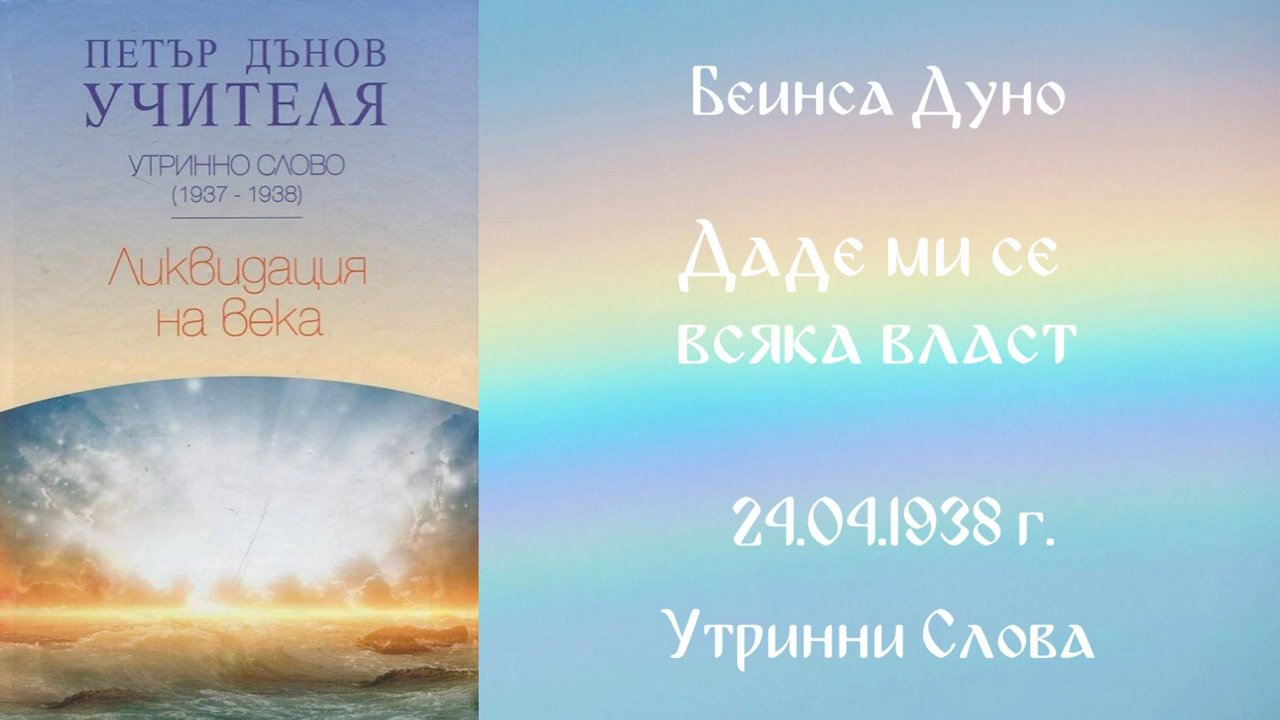 ПЕТЪР ДЪНОВ
УЧИТЕЛЯ
УТРИННО СЛОВО
(1937 - 1938)
Ликвидация
на века
Беинса Дуно
Даде ми се
всяка власт
24.04.1938 г.
Утринни Слова